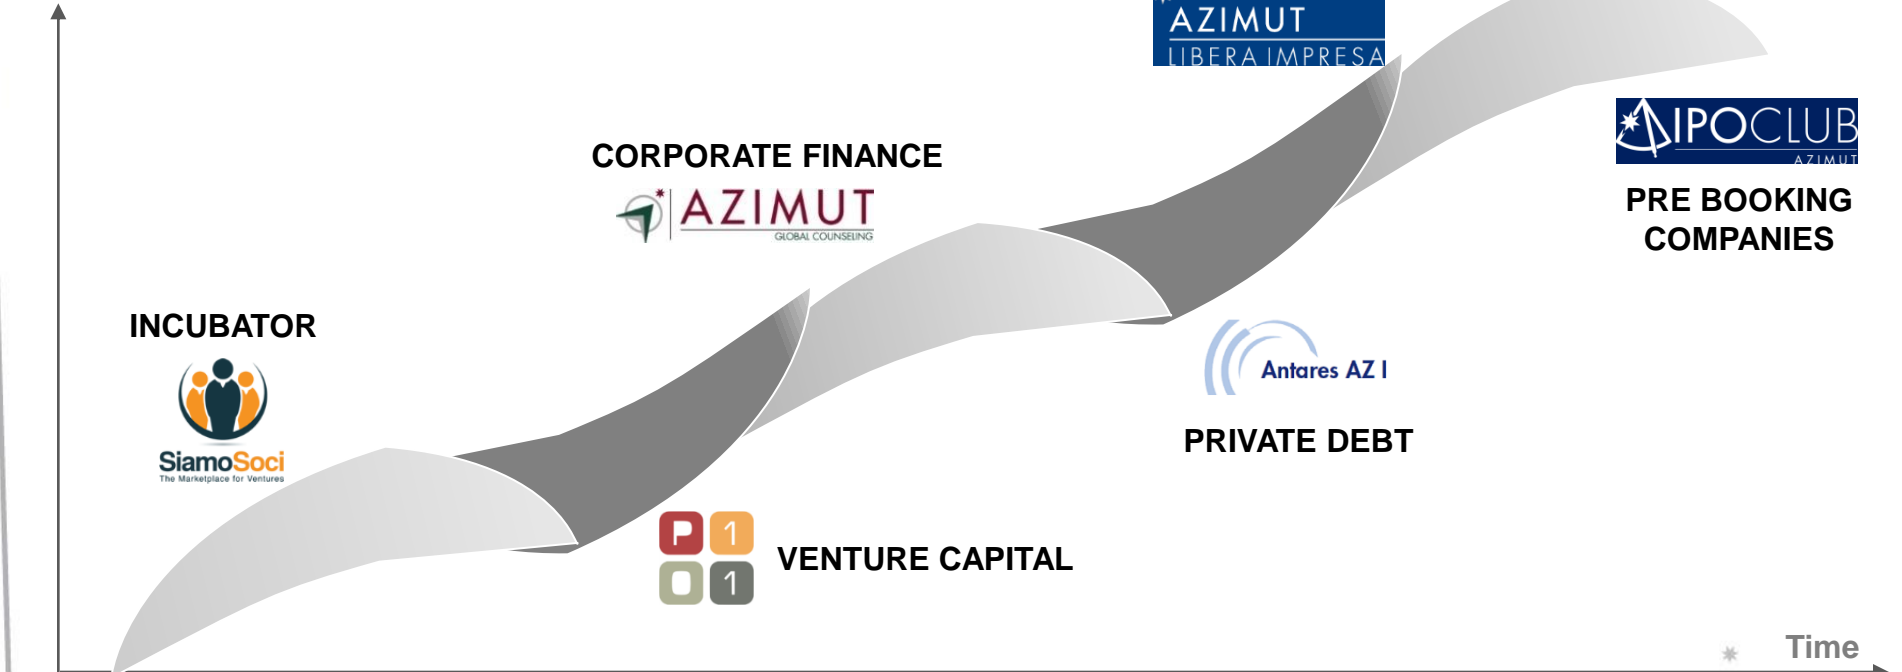 AZIMUT
LIBERA IMPRESA
IPOCLUB
AZIMUT
PRE BOOKING
COMPANIES
CORPORATE FINANCE
AZIMUT
GLOBAL COUNSELING
INCUBATOR
SiamoSoci
The Marketplace for Ventures
Antares AZ I
PRIVATE DEBT
P 1
0 1
VENTURE CAPITAL
Time